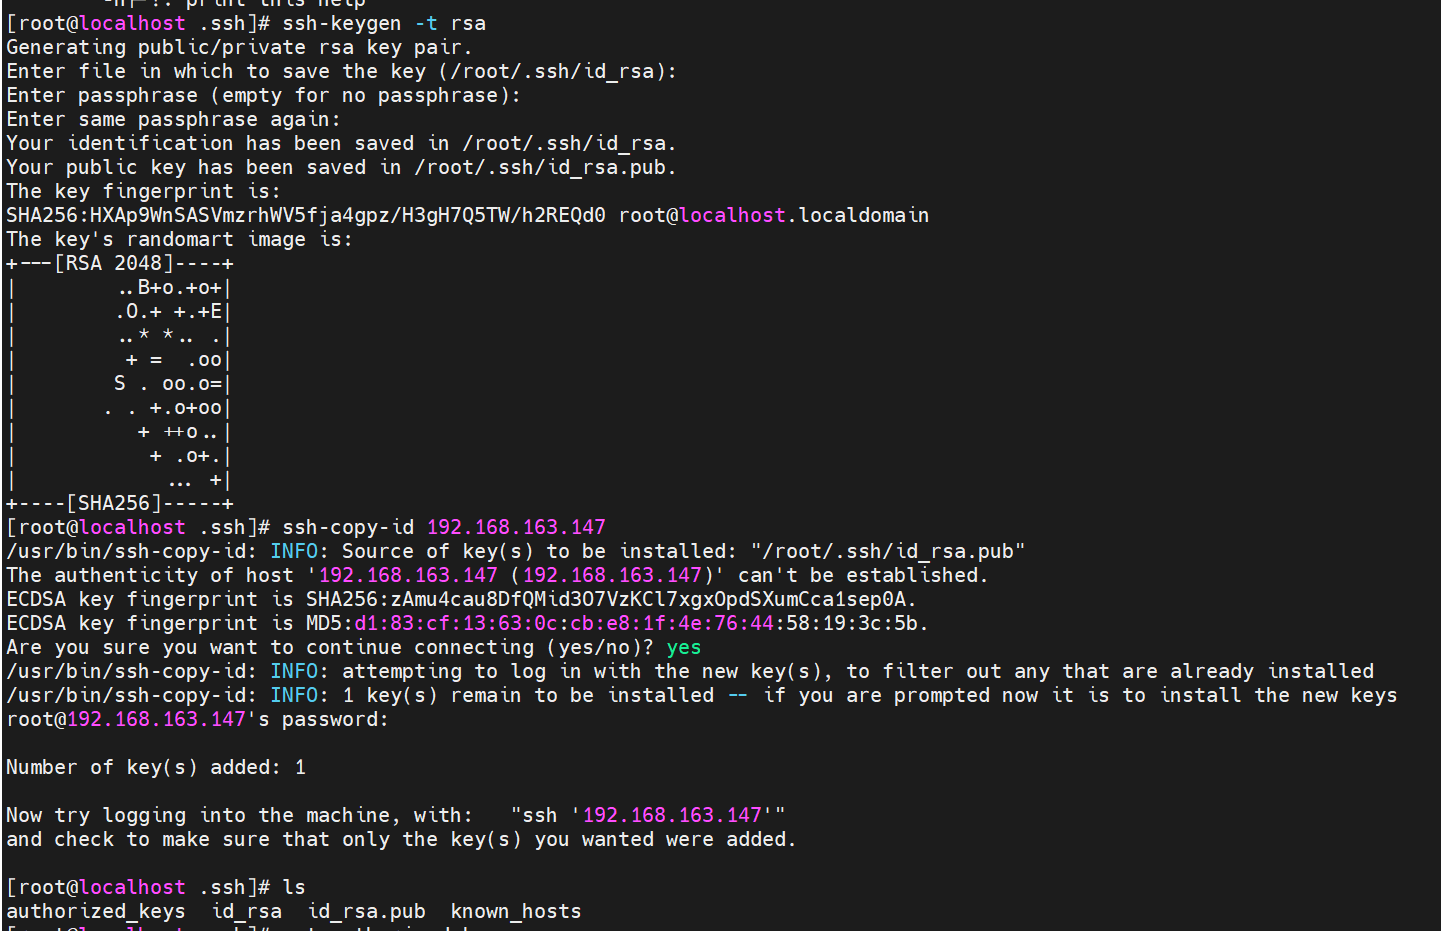 print this help
[root@localhost .ssh]# ssh-keygen -t rsa
Generating public/private rsa key pair.
Enter file in which to save the key (/root/.ssh/id_rsa):
Enter passphrase (empty for no passphrase):
Enter same passphrase again:
Your identification has been saved in /root/.ssh/id_rsa.
Your public key has been saved in /root/.ssh/id_rsa.pub.
The key fingerprint is:
SHA256:HXAp9WnSASVmzrhWV5fja4gpz/H3gH7Q5TW/h2REQd0 root@localhost.localdomain
The key's randomart image is:
+---[RSA 2048]----+
|         ..B+o.+o+|
|         .O.+ +.+E|
|         ..* *.. .|
|          + =  .oo|
|         S . oo.o=|
|        . . +.o+oo|
|           + ++o..|
|            + .o+.|
|             ... +|
+----[SHA256]-----+
[root@localhost .ssh]# ssh-copy-id 192.168.163.147
/usr/bin/ssh-copy-id: INFO: Source of key(s) to be installed: "/root/.ssh/id_rsa.pub"
The authenticity of host '192.168.163.147 (192.168.163.147)' can't be established.
ECDSA key fingerprint is SHA256:zAmu4cau8DfQMid3O7VzKCl7xgxOpdSXumCca1sep0A.
ECDSA key fingerprint is MD5:d1:83:cf:13:63:0c:cb:e8:1f:4e:76:44:58:19:3c:5b.
Are you sure you want to continue connecting (yes/no)? yes
/usr/bin/ssh-copy-id: INFO: attempting to log in with the new key(s), to filter out any that are already installed
/usr/bin/ssh-copy-id: INFO: 1 key(s) remain to be installed -- if you are prompted now it is to install the new keys
root@192.168.163.147's password:
Number of key(s) added: 1
Now try logging into the machine, with:   "ssh '192.168.163.147'"
and check to make sure that only the key(s) you wanted were added.
[root@localhost .ssh]# ls
authorized_keys  id_rsa  id_rsa.pub  known_hosts